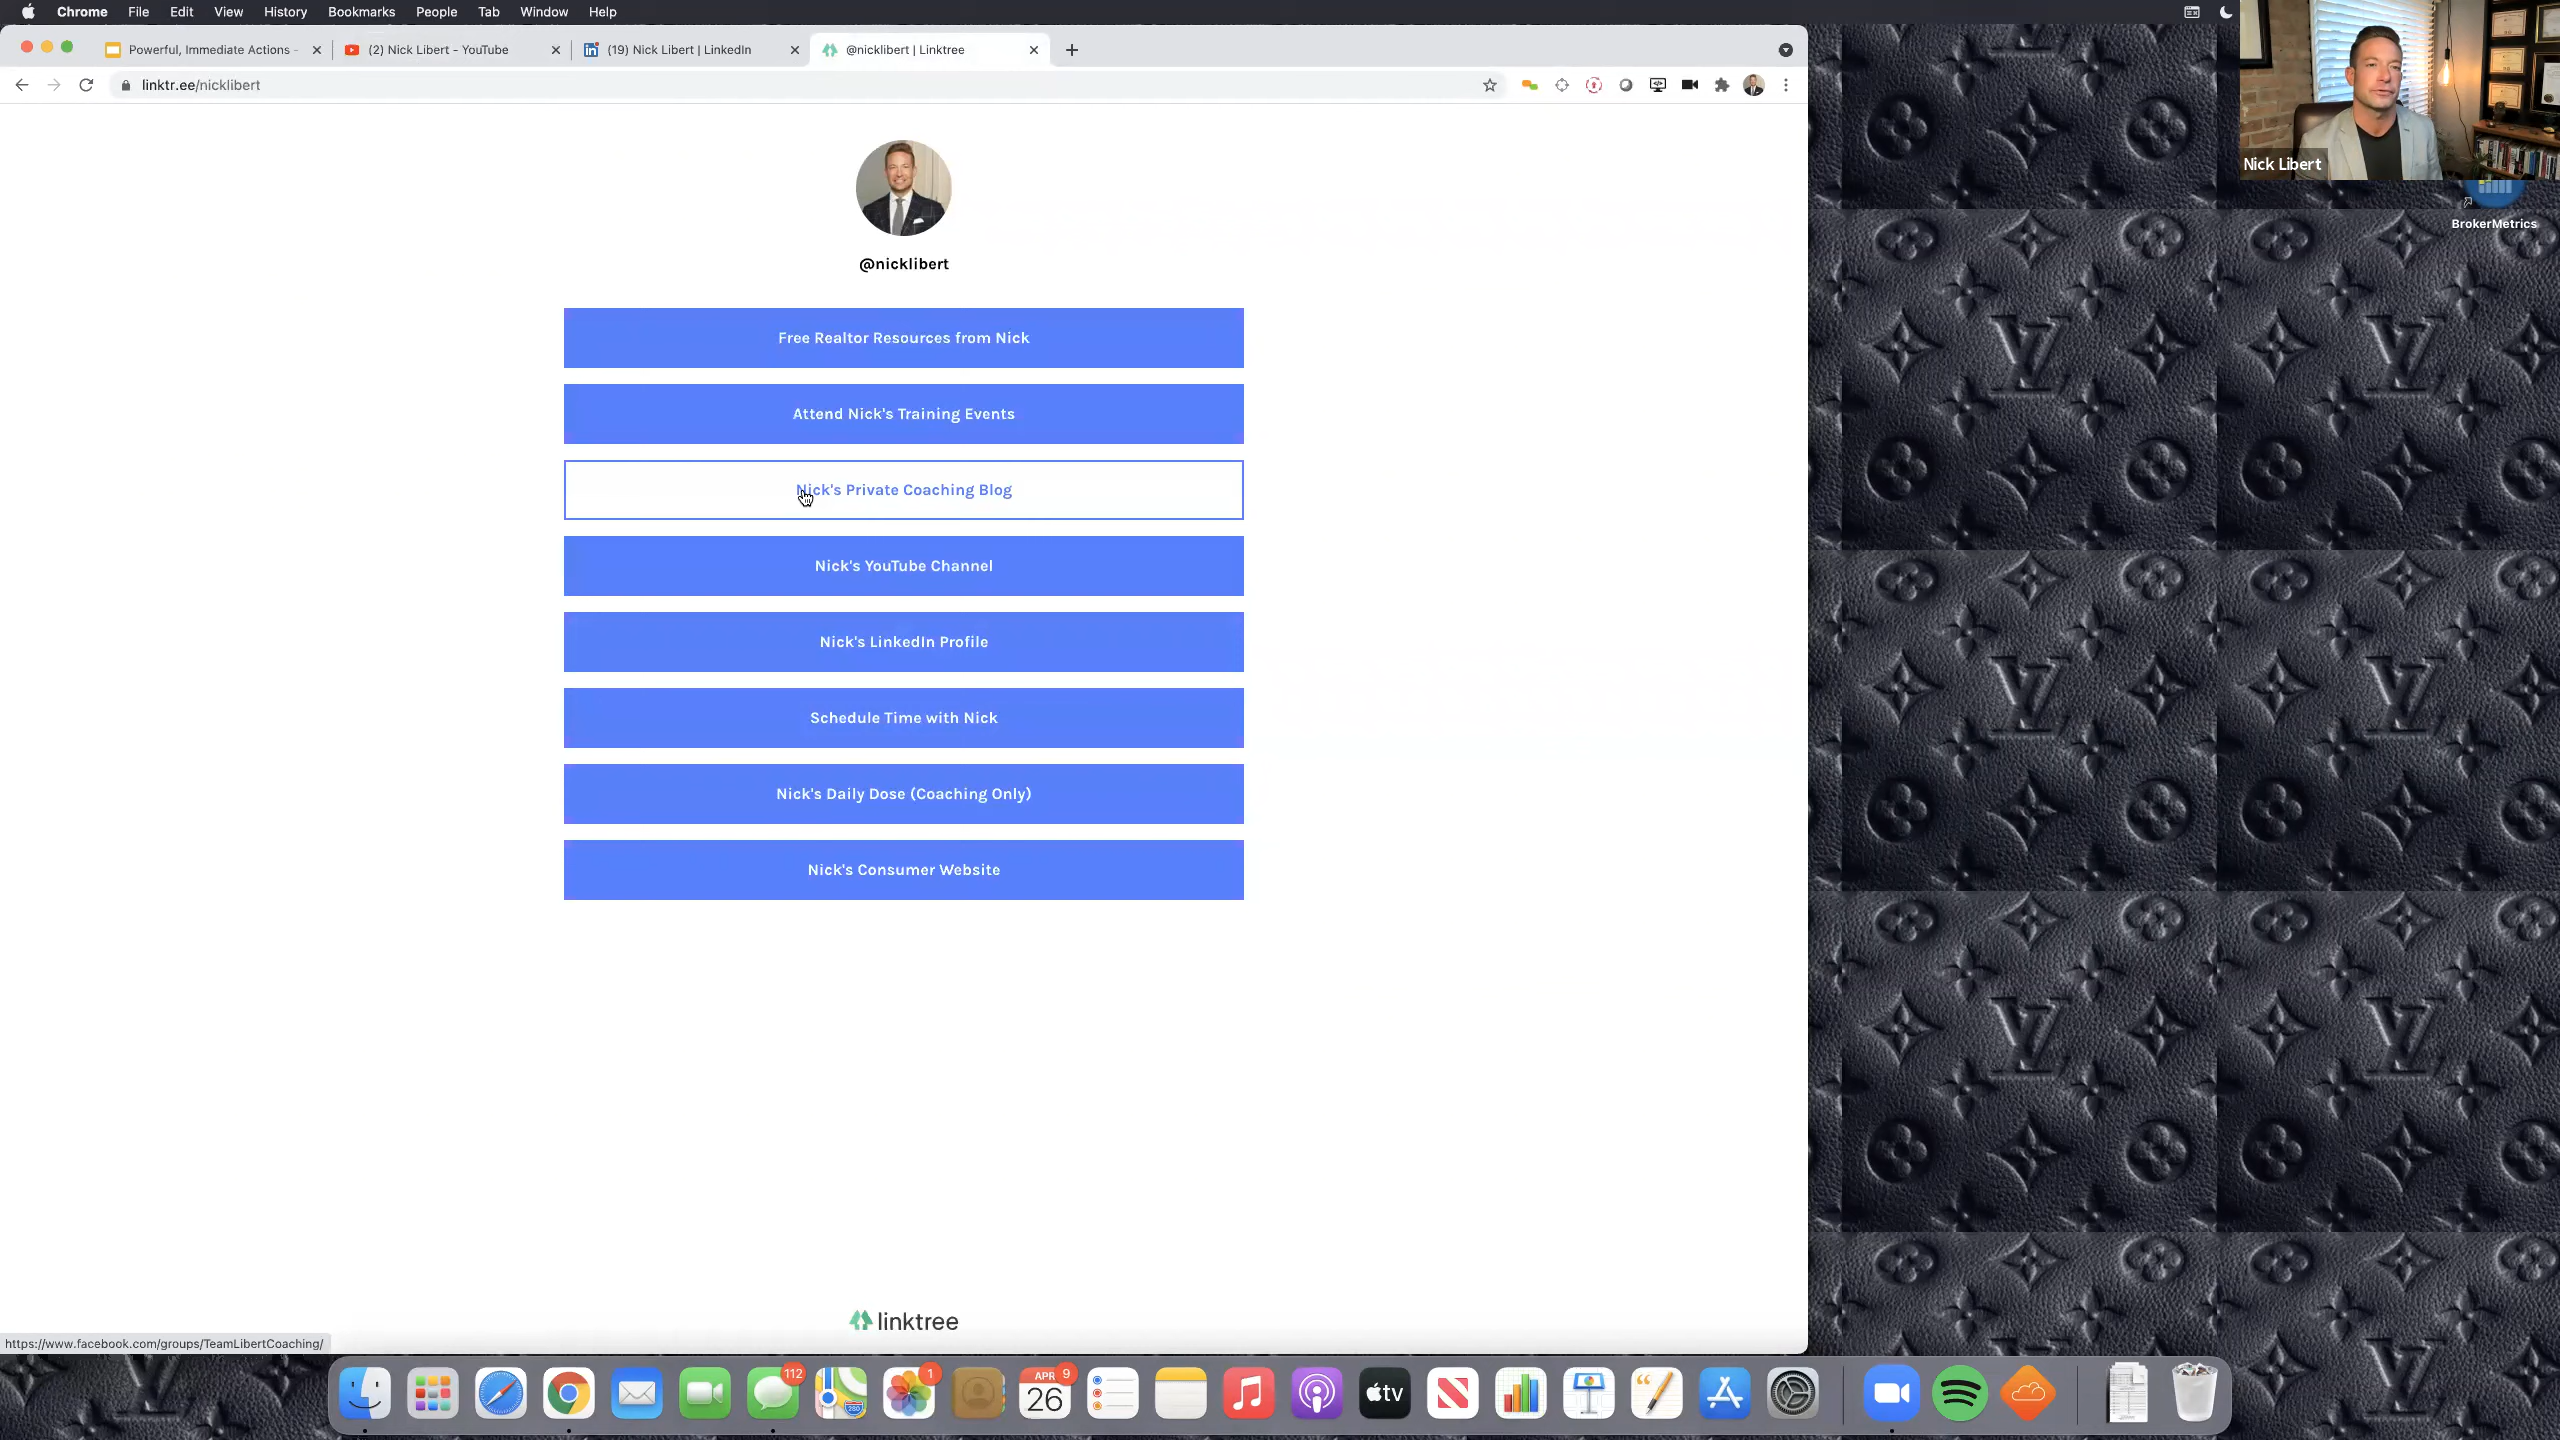 Chrome File Edit View History Bookmarks People Tab Window Help
Powerful, Immediate Actions -
(2) Nick Libert - YouTube
(19) Nick Libert | LinkedIn
@nicklibert | Linktree
linktr.ee/nicklibert
Nick Libert
BrokerMetrics
@nicklibert
Free Realtor Resources from Nick
Attend Nick's Training Events
Nick's Private Coaching Blog
Nick's YouTube Channel
Nick's LinkedIn Profile
Schedule Time with Nick
Nick's Daily Dose (Coaching Only)
Nick's Consumer Website
linktree
https://www.facebook.com/groups/TeamLibertCoaching/
112
1
APR 9
26
280
tv